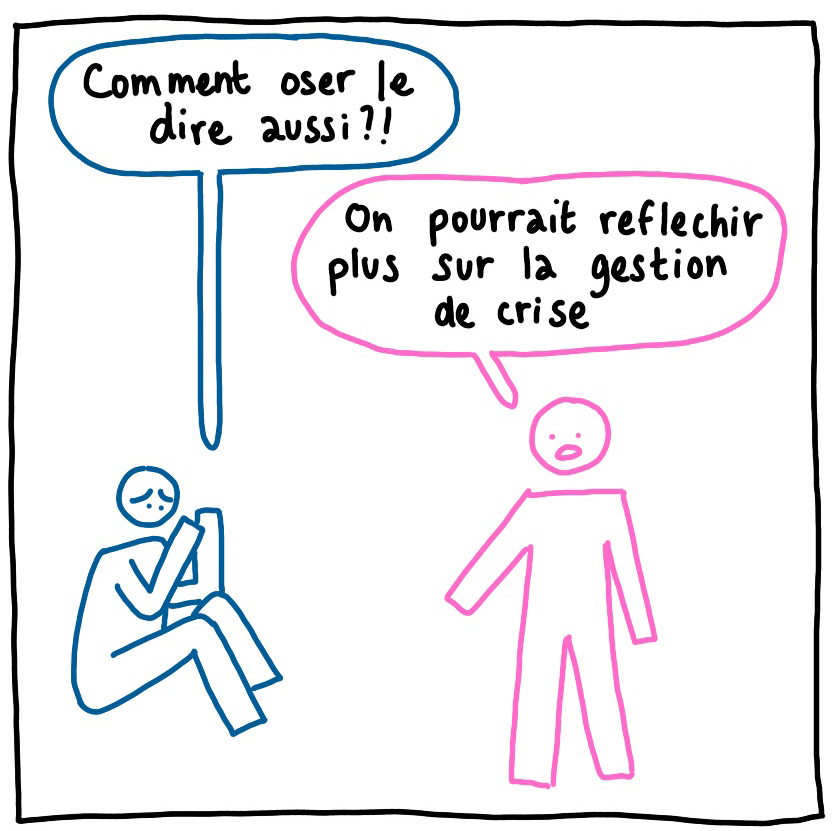 Comment oser le
dire aussi?!
On pourrait reflechir
plus sur la gestion
de crise